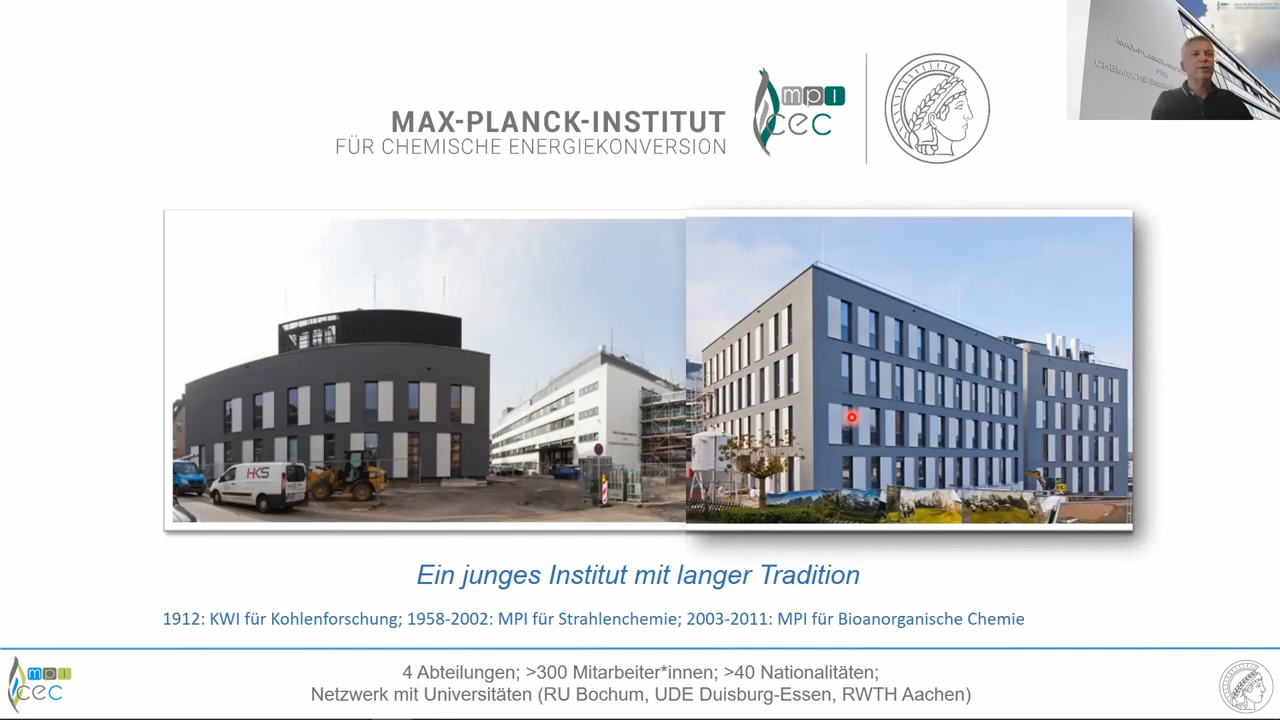 MAX-PLANCK-INSTITUT
FÜR CHEMISCHE ENERGIEKONVERSION
mpi
cec
HKS
Ein junges Institut mit langer Tradition
1912: KWI für Kohlenforschung; 1958-2002: MPI für Strahlenchemie; 2003-2011: MPI für Bioanorganische Chemie
mpi
cec
4 Abteilungen; >300 Mitarbeiter*innen; >40 Nationalitäten;
Netzwerk mit Universitäten (RU Bochum, UDE Duisburg-Essen, RWTH Aachen)